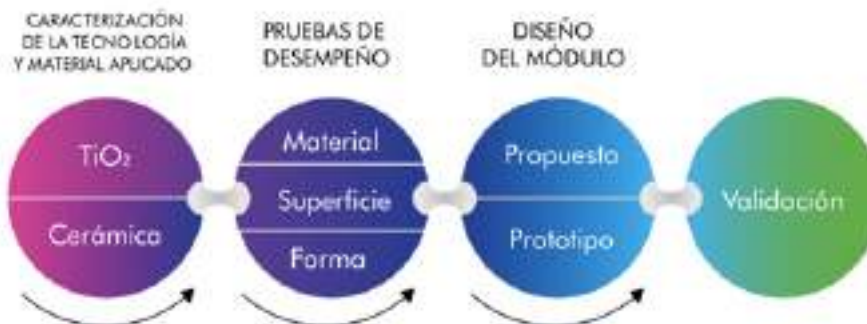 CARACTERIZACIÓN
DE LA TECNOLOGÍA
Y MATERIAL APLICADO
PRUEBAS DE
DESEMPEÑO
DISEÑO
DEL MÓDULO
TiO₂
Cerámica
Material
Superficie
Forma
Propuesta
Prototipo
Validación